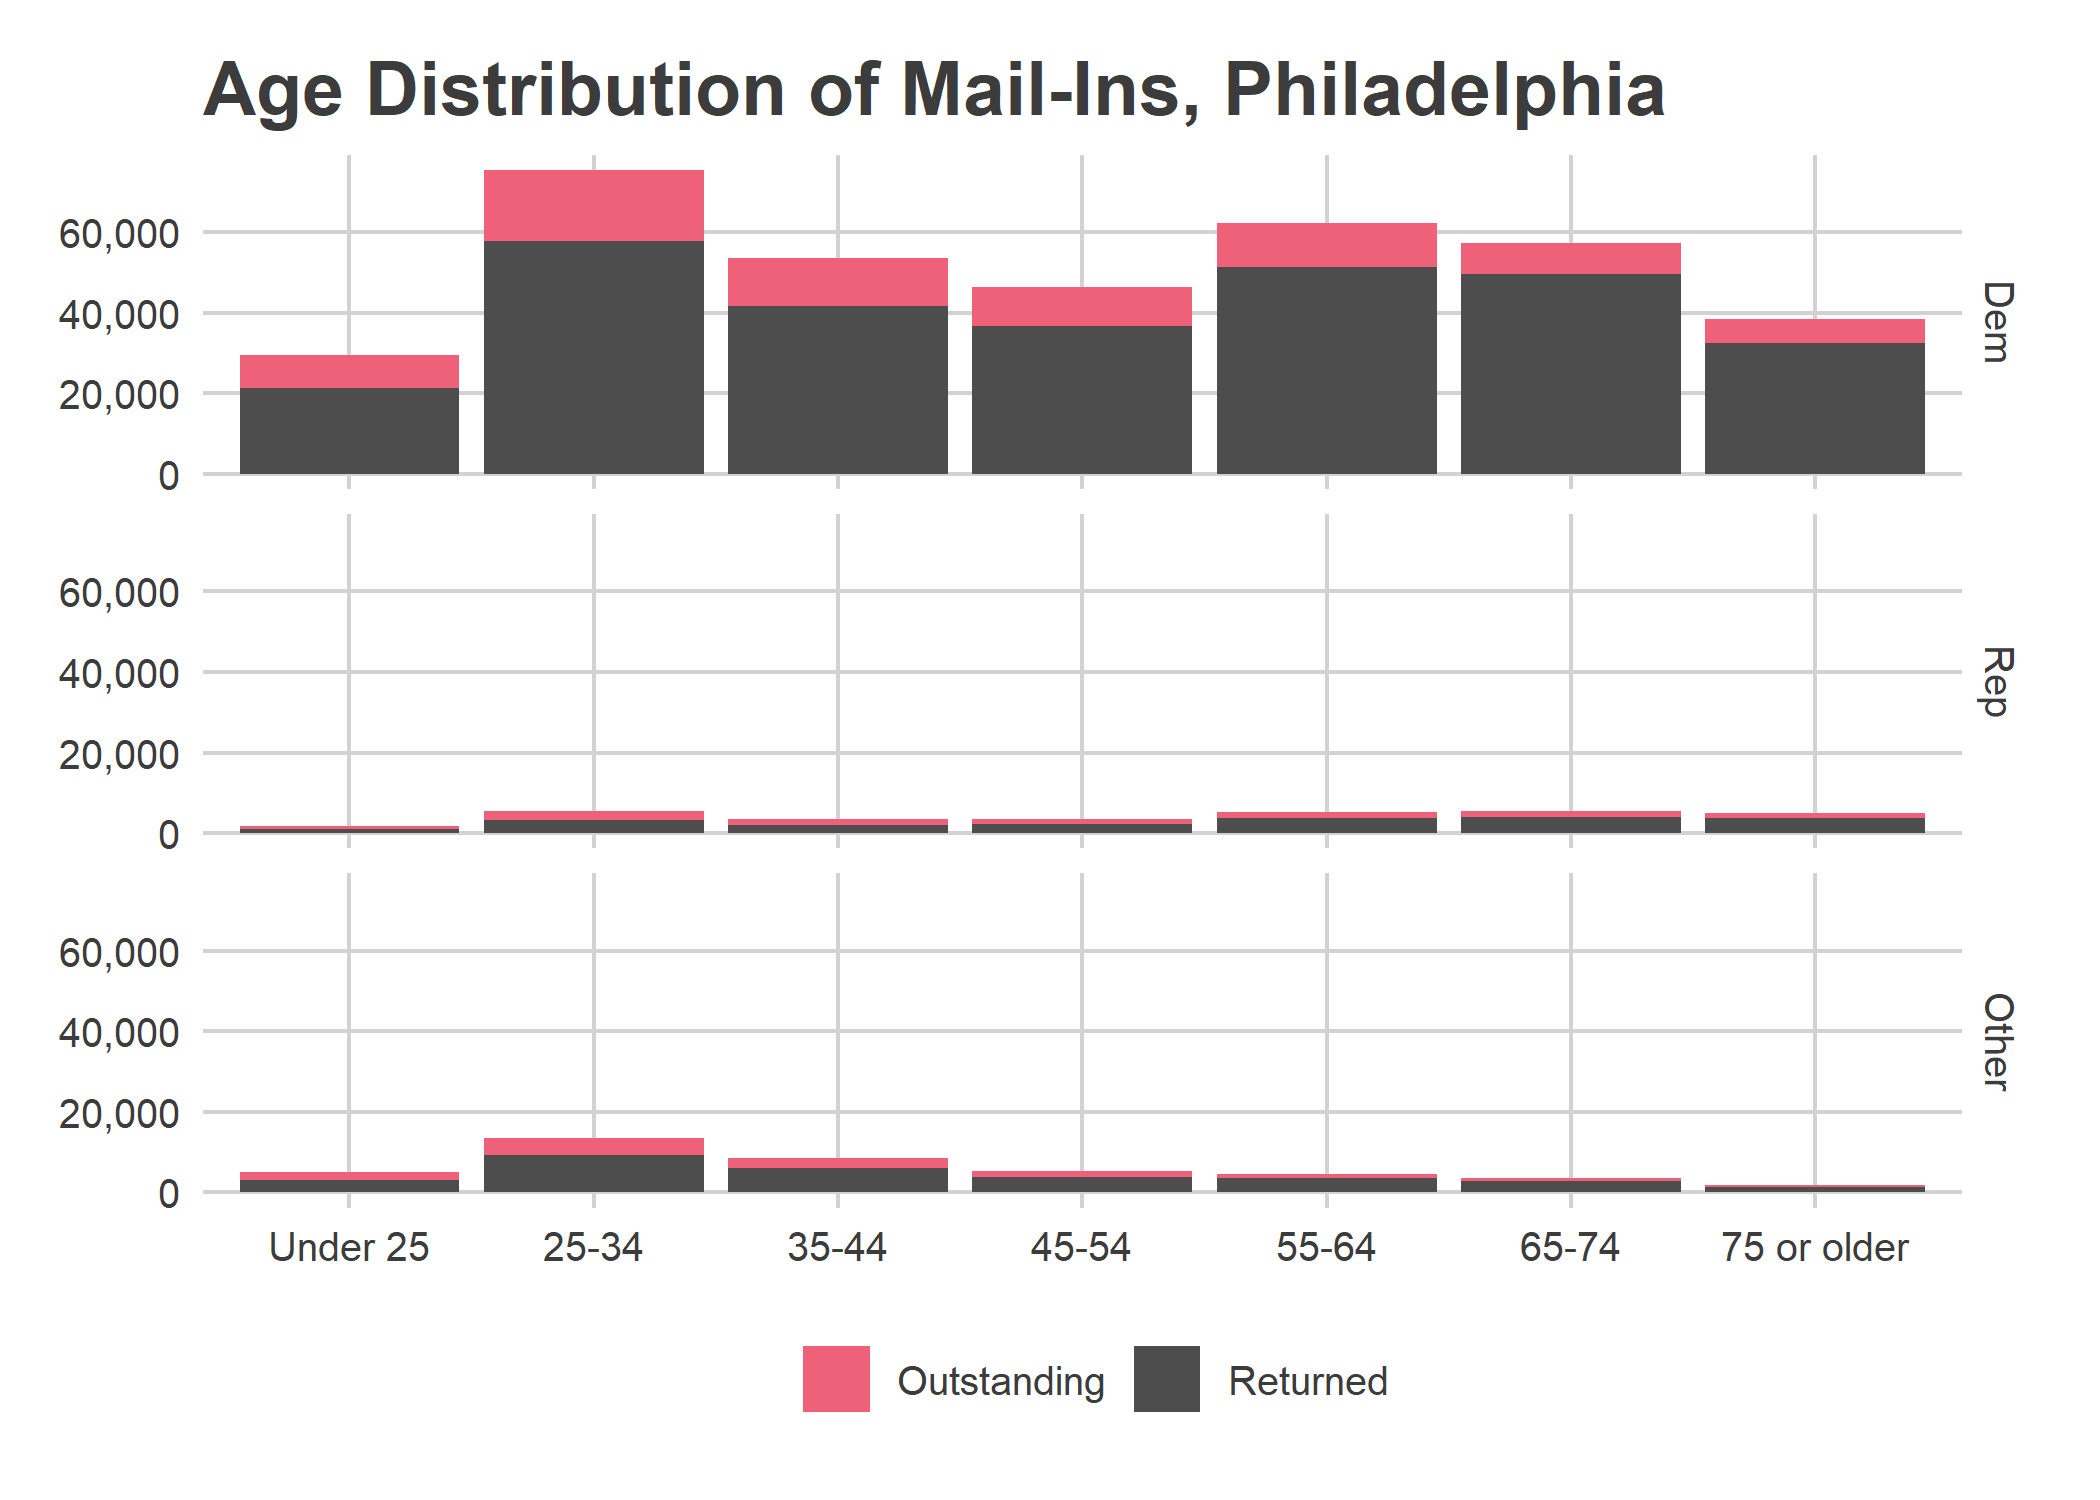 Age Distribution of Mail-Ins, Philadelphia
60,000
40,000
20,000
0
Dem
60,000
40,000
20,000
0
Rep
60,000
40,000
20,000
0
Other
Under 25 25-34 35-44 45-54 55-64 65-74 75 or older
Outstanding Returned